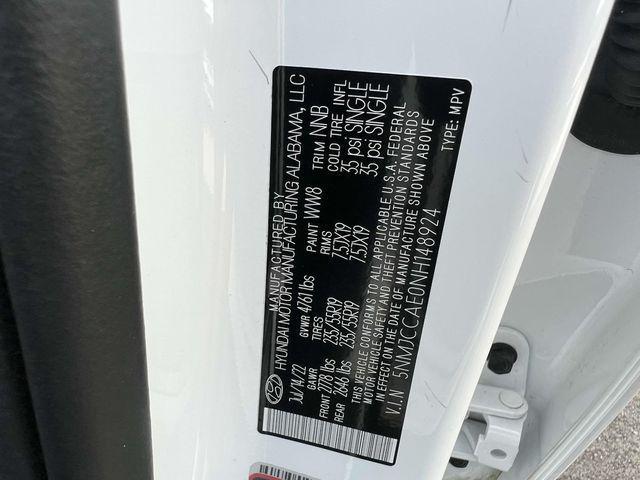 MANUFACTURED BY
HYUNDAI MOTOR MANUFACTURING ALABAMA, LLC
GVWR 4761 lbs PAINT WW8 TRIM NNB
GAWR TIRES RIMS COLD TIRE INFL
FRONT 2778 lbs 235/55R19 7.5JX19 35 psi SINGLE
REAR 2646 lbs 235/55R19 7.5JX19 35 psi SINGLE
THIS VEHICLE CONFORMS TO ALL APPLICABLE U.S.A. FEDERAL
MOTOR VEHICLE SAFETY AND THEFT PREVENTION STANDARDS
IN EFFECT ON THE DATE OF MANUFACTURE SHOWN ABOVE
V.I.N 5NMJCCAE0NH148924 TYPE: MPV